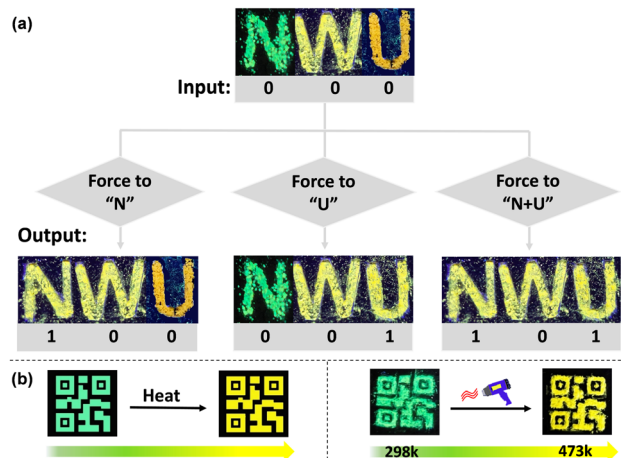 (a)
NWU
Input: 0 0 0
Force to
"N"
Force to
"U"
Force to
"N+U"
Output:
NWU
NWU
NWU
1 0 0
0 0 1
1 0 1
(b)
Heat
298k
473k